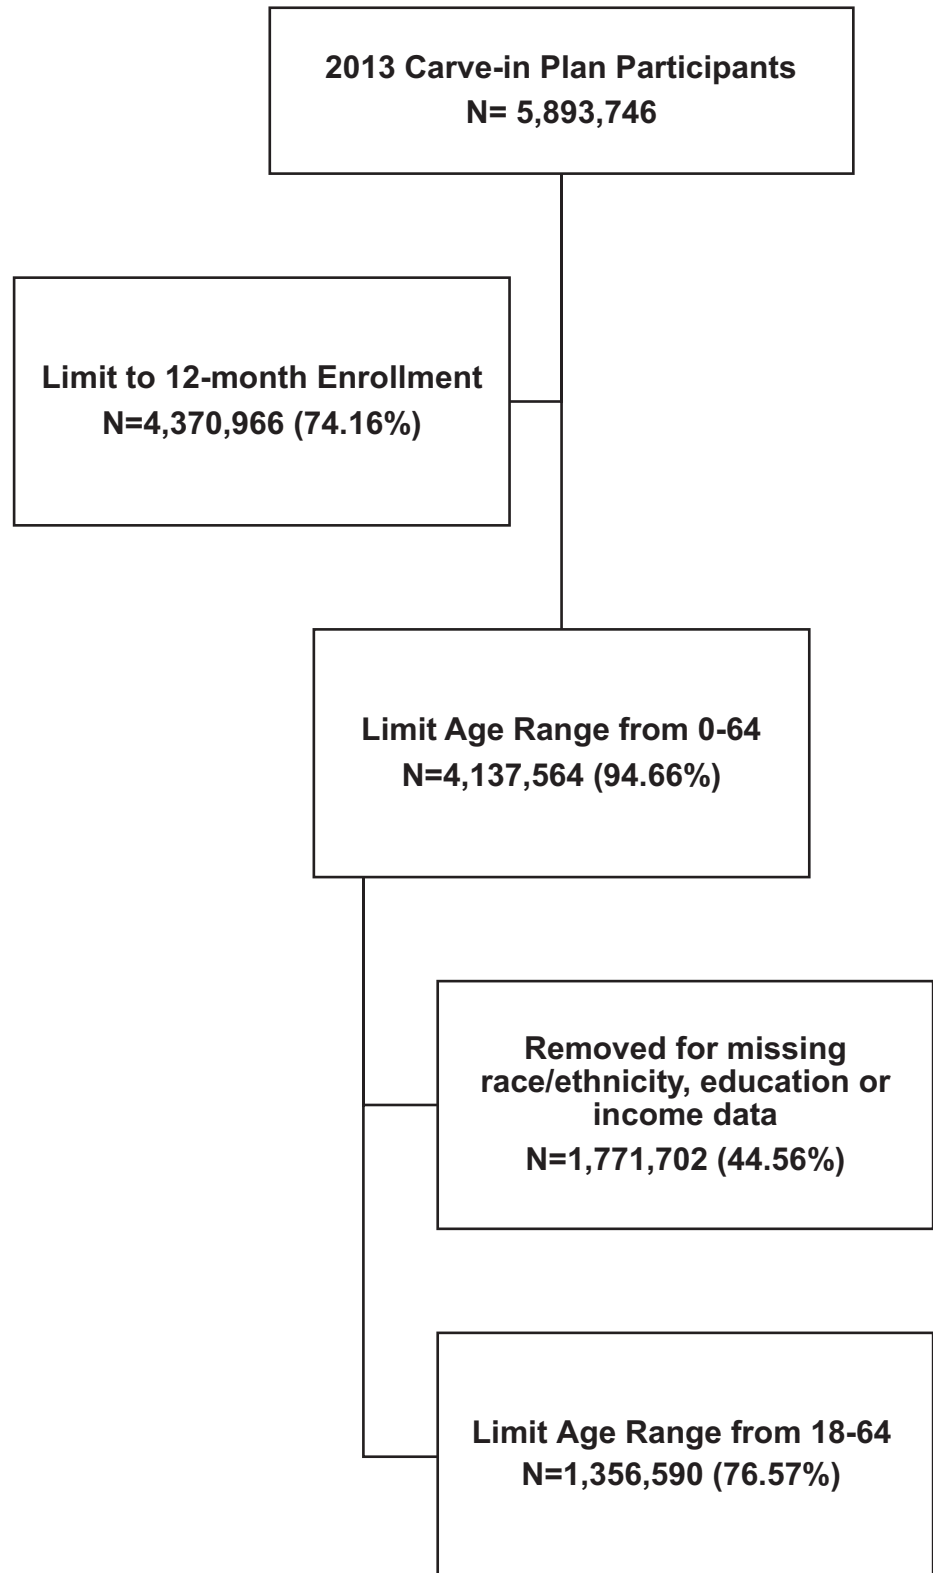 2013 Carve-in Plan Participants
N= 5,893,746
Limit to 12-month Enrollment
N=4,370,966 (74.16%)
Limit Age Range from 0-64
N=4,137,564 (94.66%)
Removed for missing
race/ethnicity, education or
income data
N=1,771,702 (44.56%)
Limit Age Range from 18-64
N=1,356,590 (76.57%)